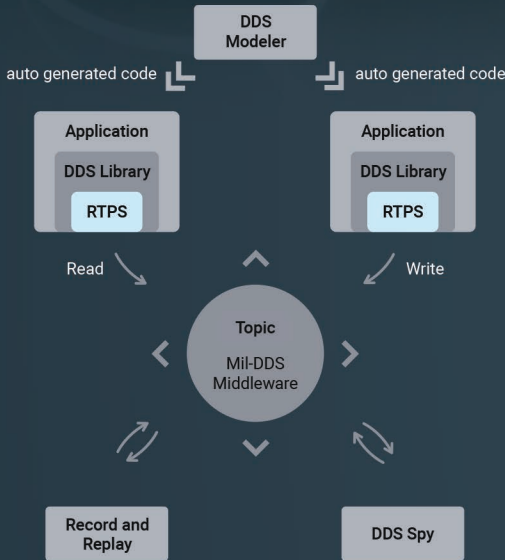 DDS
Modeler
auto generated code
auto generated code
Application
DDS Library
RTPS
Application
DDS Library
RTPS
Read
Write
Topic
Mil-DDS
Middleware
Record and
Replay
DDS Spy